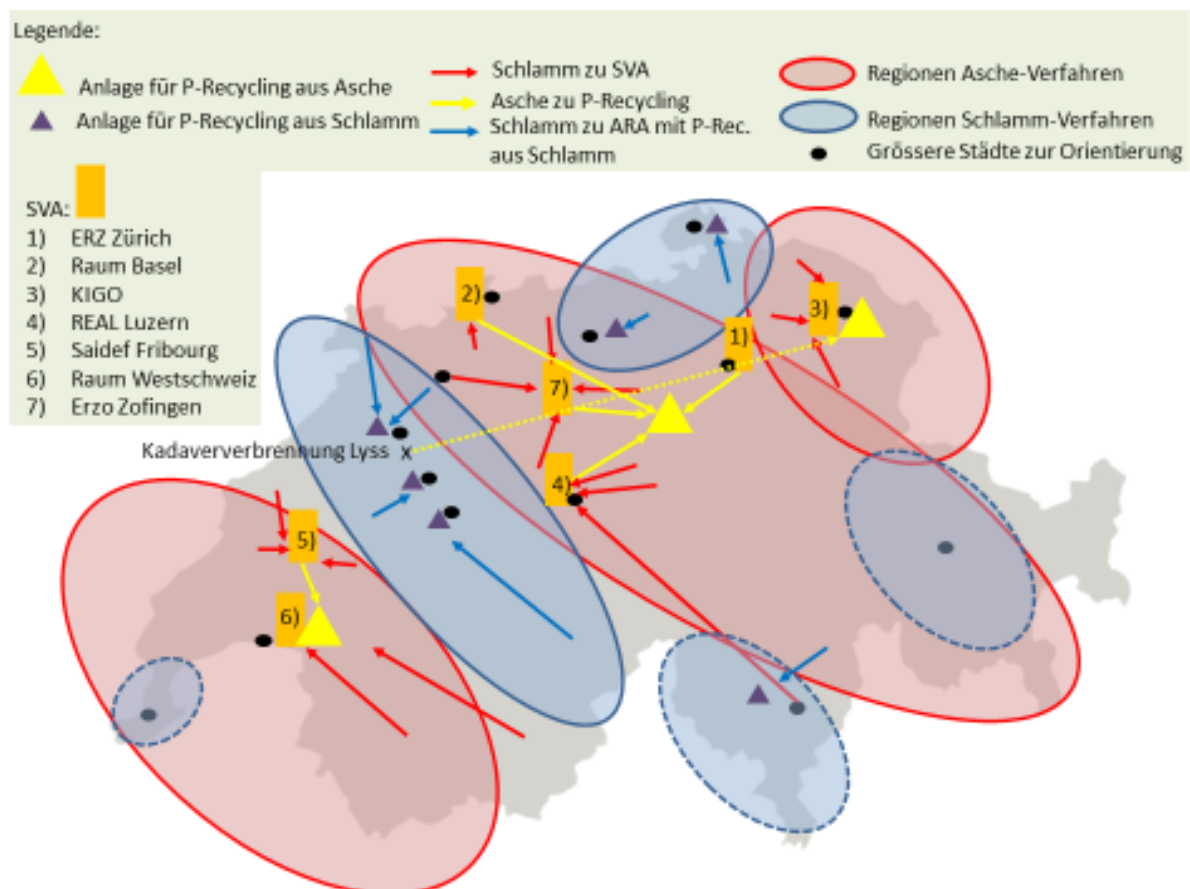 Legende:
Anlage für P-Recycling aus Asche
Anlage für P-Recycling aus Schlamm
Schlamm zu SVA
Asche zu P-Recycling
Schlamm zu ARA mit P-Rec.
aus Schlamm
Regionen Asche-Verfahren
Regionen Schlamm-Verfahren
Grössere Städte zur Orientierung
SVA:
1) ERZ Zürich
2) Raum Basel
3) KIGO
4) REAL Luzern
5) Saidef Fribourg
6) Raum Westschweiz
7) Erzo Zofingen
2)
3)
1)
7)
Kadaververbrennung Lyss x
4)
5)
6)